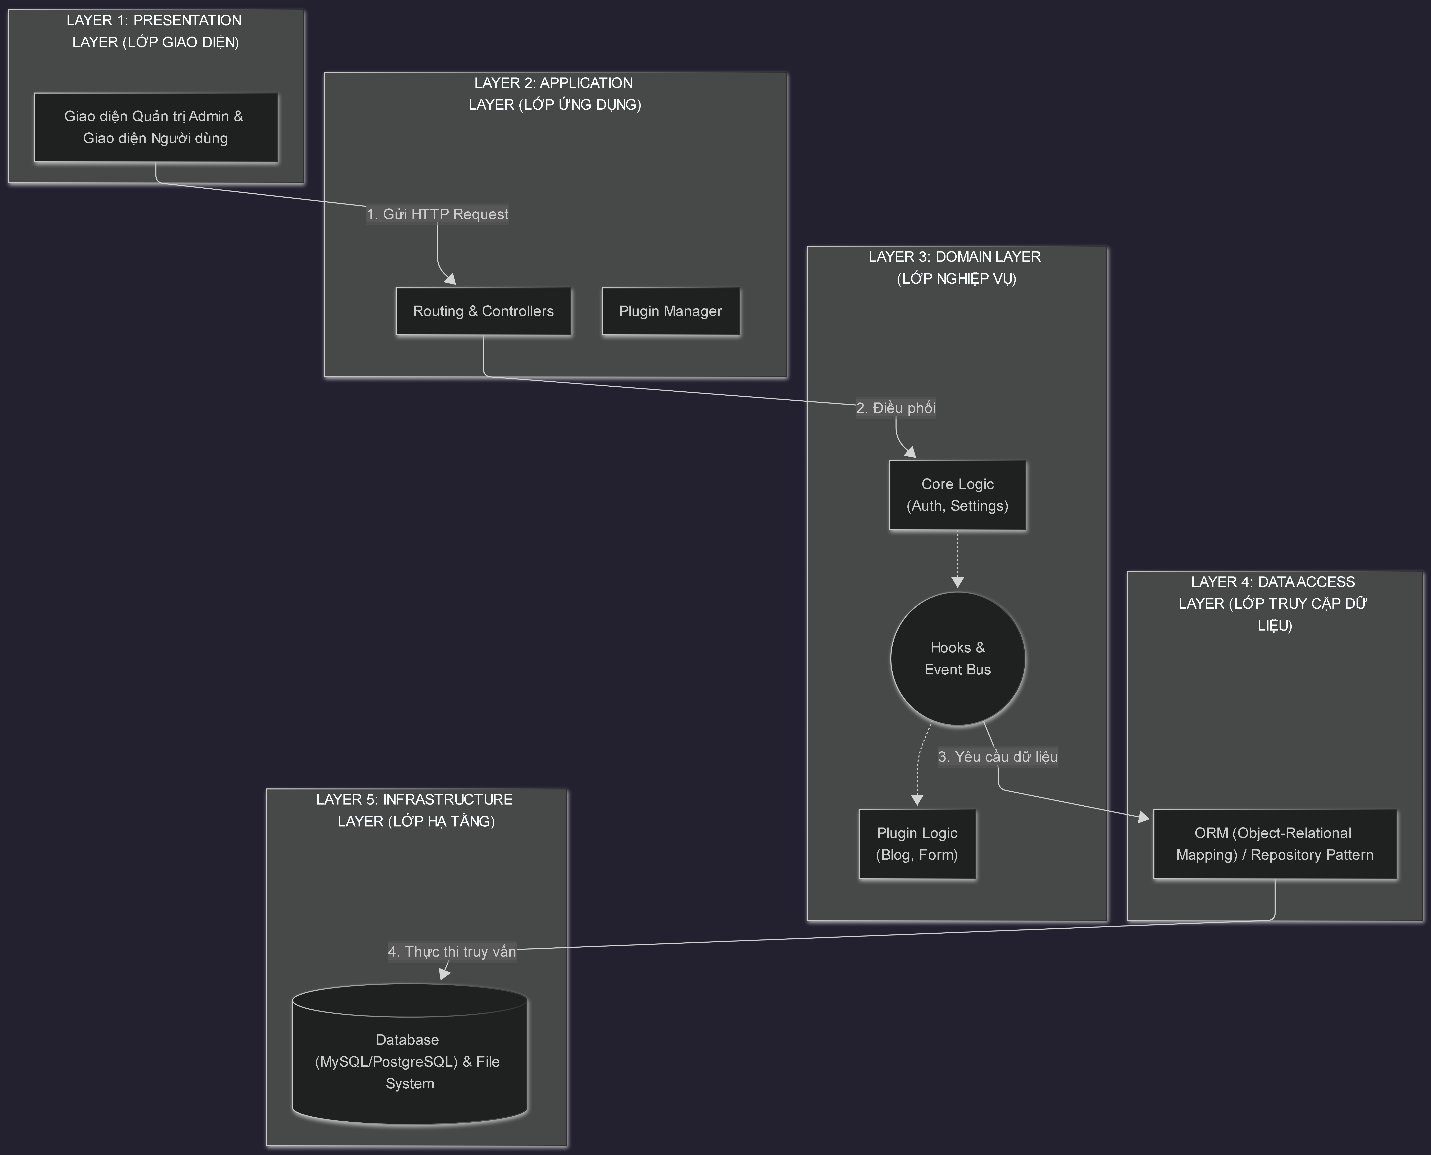 LAYER 1: PRESENTATION
LAYER (LỚP GIAO DIỆN)
Giao diện Quản trị Admin &
Giao diện Người dùng
LAYER 2: APPLICATION
LAYER (LỚP ỨNG DỤNG)
1. Gửi HTTP Request
Routing & Controllers
Plugin Manager
LAYER 3: DOMAIN LAYER
(LỚP NGHIỆP VỤ)
2. Điều phối
Core Logic
(Auth, Settings)
Hooks &
Event Bus
3. Yêu cầu dữ liệu
Plugin Logic
(Blog, Form)
LAYER 4: DATA ACCESS
LAYER (LỚP TRUY CẬP DỮ
LIỆU)
ORM (Object-Relational
Mapping) / Repository Pattern
LAYER 5: INFRASTRUCTURE
LAYER (LỚP HẠ TẦNG)
4. Thực thi truy vấn
Database
(MySQL/PostgreSQL) & File
System